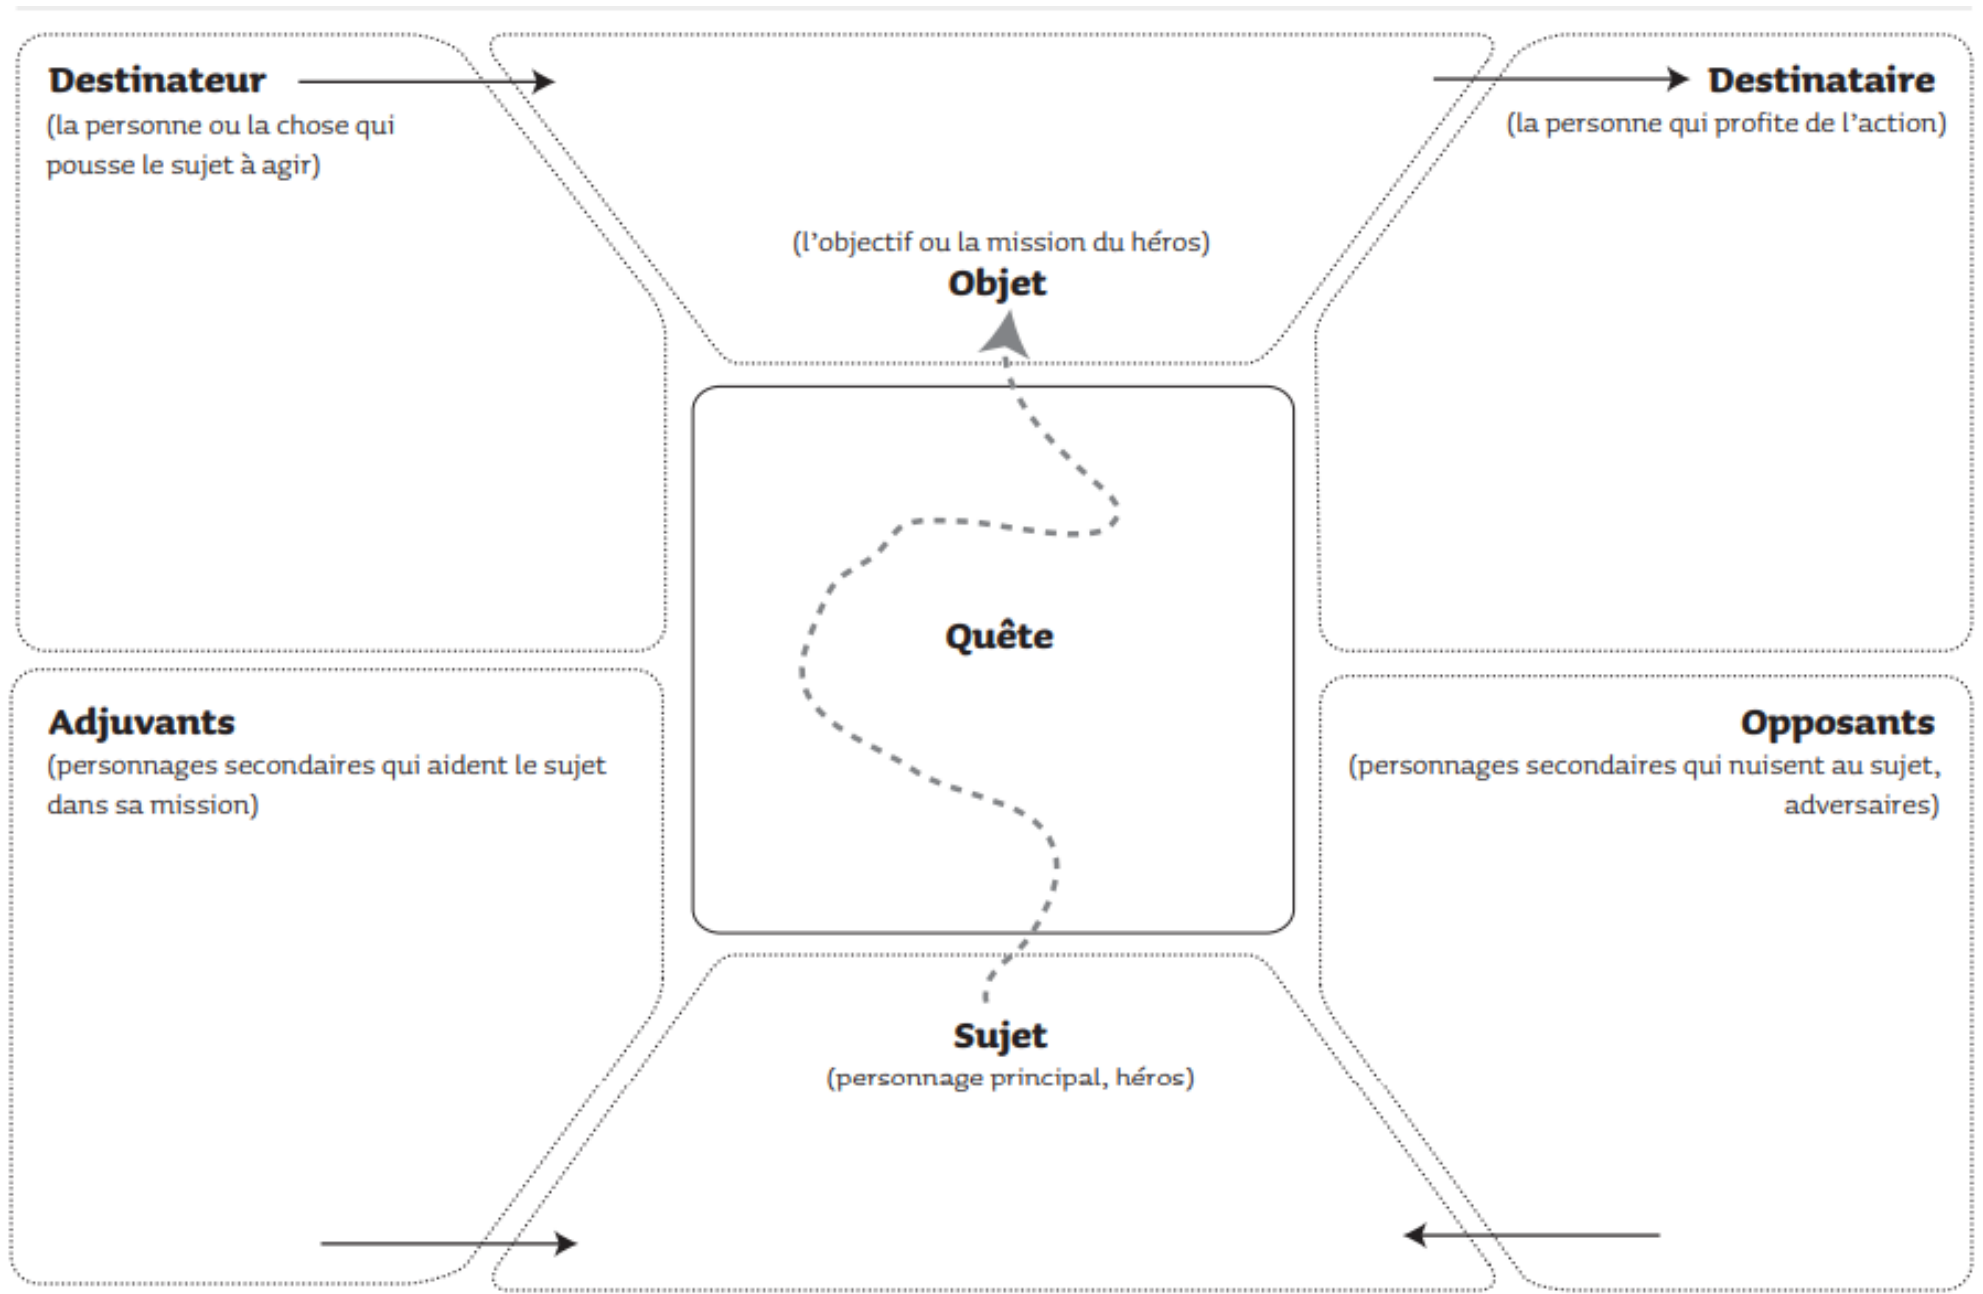 Destinateur
(la personne ou la chose qui
pousse le sujet à agir)
Destinataire
(la personne qui profite de l'action)
(l'objectif ou la mission du héros)
Objet
Quête
Adjuvants
(personnages secondaires qui aident le sujet
dans sa mission)
Opposants
(personnages secondaires qui nuisent au sujet,
adversaires)
Sujet
(personnage principal, héros)